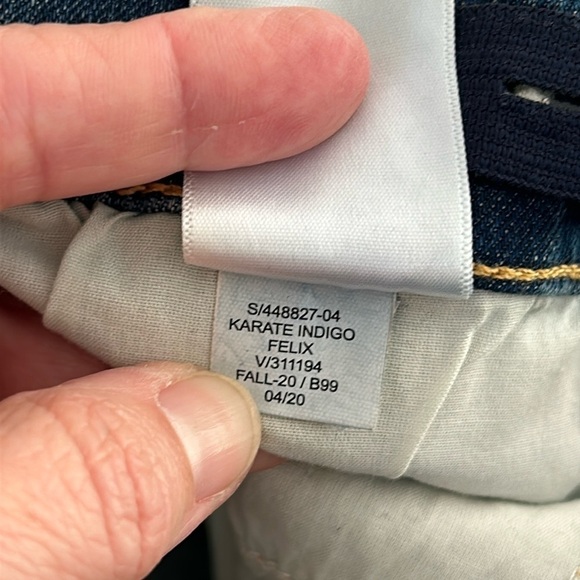 S/448827-04
KARATE INDIGO
FELIX
V/311194
FALL-20 / B99
04/20